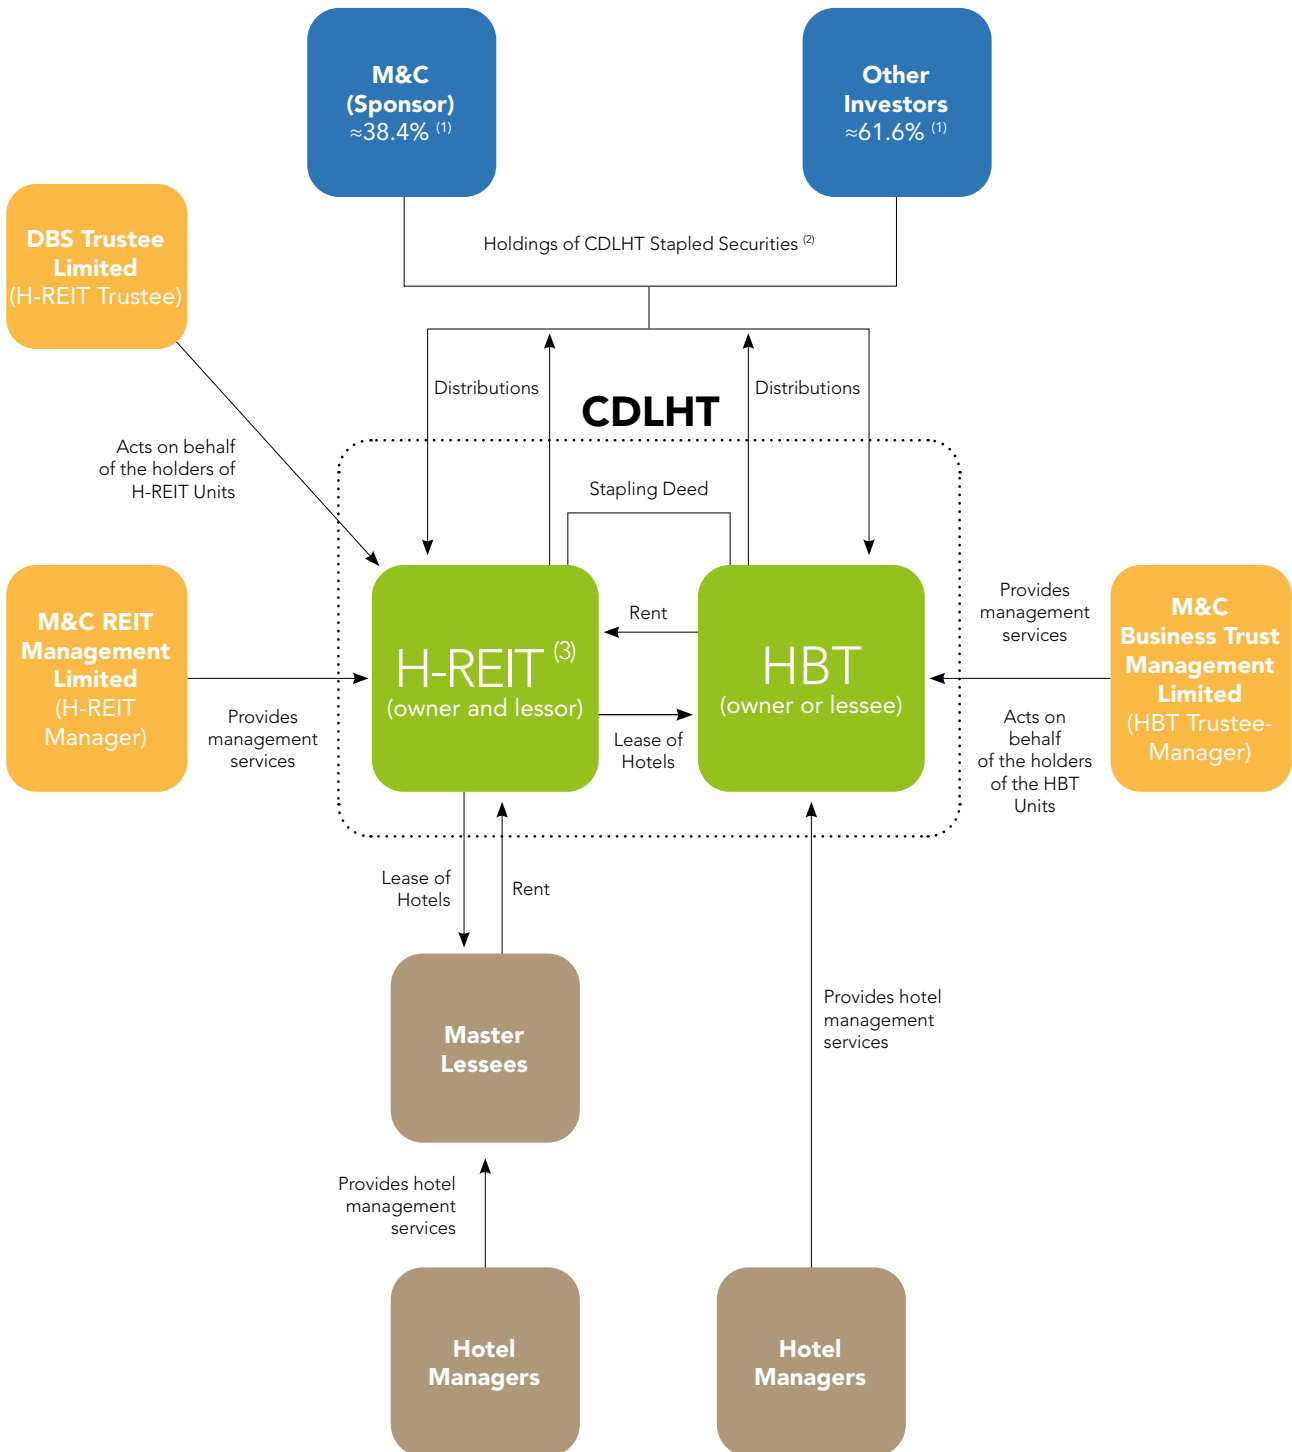 M&C
(Sponsor)
≈38.4% (1)
Other
Investors
≈61.6% (1)
DBS Trustee
Limited
(H-REIT Trustee)
Holdings of CDLHT Stapled Securities (2)
Distributions
Distributions
CDLHT
Acts on behalf
of the holders of
H-REIT Units
Stapling Deed
M&C REIT
Management
Limited
(H-REIT
Manager)
Provides
management
services
H-REIT (3)
(owner and lessor)
Rent
Lease of
Hotels
HBT
(owner or lessee)
Provides
management
services
Acts on
behalf
of the holders
of the HBT
Units
M&C
Business Trust
Management
Limited
(HBT Trustee-
Manager)
Lease of
Hotels
Rent
Master
Lessees
Provides hotel
management
services
Provides hotel
management
services
Hotel
Managers
Hotel
Managers